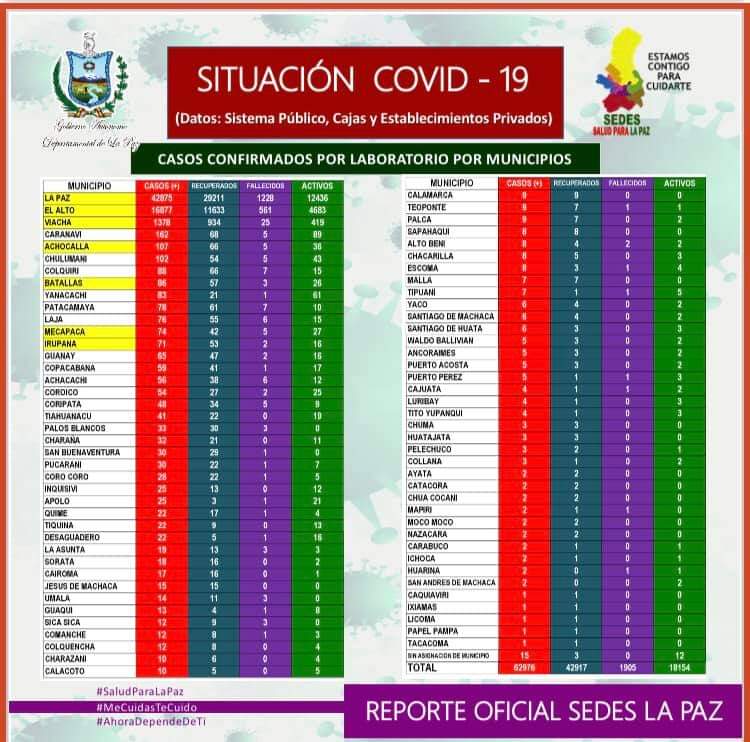 Gobierno Autónomo
Departamental de La Paz
SITUACIÓN COVID - 19
(Datos: Sistema Público, Cajas y Establecimientos Privados)
ESTAMOS
CONTIGO
PARA
CUIDARTE
SEDES
SALUD PARA LA PAZ
CASOS CONFIRMADOS POR LABORATORIO POR MUNICIPIOS
MUNICIPIO CASOS (+) RECUPERADOS FALLECIDOS ACTIVOS
LA PAZ 42875 29211 1228 12436
EL ALTO 16877 11633 561 4683
VIACHA 1378 934 25 419
CARANAVI 162 68 5 89
ACHOCALLA 107 66 5 36
CHULUMANI 102 54 5 43
COLQUIRI 88 66 7 15
BATALLAS 86 57 3 26
YANACACHI 83 21 1 61
PATACAMAYA 78 61 7 10
LAJA 76 55 6 15
MECAPACA 74 42 5 27
IRUPANA 71 53 2 16
GUANAY 65 47 2 16
COPACABANA 59 41 1 17
ACHACACHI 56 38 6 12
COROICO 54 27 2 25
CORIPATA 48 34 5 9
TIAHUANACU 41 22 0 19
PALOS BLANCOS 33 30 3 0
CHARAÑA 32 21 0 11
SAN BUENAVENTURA 30 29 1 0
PUCARANI 30 22 1 7
CORO CORO 28 22 1 5
INQUISIVI 25 13 0 12
APOLO 25 3 1 21
QUIME 22 17 1 4
TIQUINA 22 9 0 13
DESAGUADERO 22 5 1 16
LA ASUNTA 19 13 3 3
SORATA 18 16 0 2
CAIROMA 17 16 0 1
JESUS DE MACHACA 15 15 0 0
UMALA 14 11 3 0
GUAQUI 13 4 1 8
SICA SICA 12 9 3 0
COMANCHE 12 8 1 3
COLQUENCHA 12 8 0 4
CHARAZANI 10 6 0 4
CALACOTO 10 5 0 5
MUNICIPIO CASOS (+) RECUPERADOS FALLECIDOS ACTIVOS
CALAMARCA 9 9 0 0
TEOPONTE 9 7 1 1
PALCA 9 7 0 2
SAPAHAQUI 8 8 0 0
ALTO BENI 8 4 2 2
CHACARILLA 8 5 0 3
ESCOMA 8 3 1 4
MALLA 7 7 0 0
TIPUANI 7 1 1 5
YACO 6 4 0 2
SANTIAGO DE MACHACA 6 4 0 2
SANTIAGO DE HUATA 6 3 0 3
WALDO BALLIVIAN 5 3 0 2
ANCORAIMES 5 3 0 2
PUERTO ACOSTA 5 3 0 2
PUERTO PEREZ 5 1 1 3
CAJUATA 4 1 1 2
LURIBAY 4 1 0 3
TITO YUPANQUI 4 1 0 3
CHUMA 3 3 0 0
HUATAJATA 3 3 0 0
PELECHUCO 3 2 0 1
COLLANA 3 1 0 2
AYATA 2 2 0 0
CATACORA 2 2 0 0
CHUA COCANI 2 2 0 0
MAPIRI 2 1 1 0
MOCO MOCO 2 2 0 0
NAZACARA 2 2 0 0
CARABUCO 2 1 0 1
ICHOCA 2 1 0 1
HUARINA 2 0 1 1
SAN ANDRES DE MACHACA 2 0 0 2
CAQUIAVIRI 1 1 0 0
IXIAMAS 1 1 0 0
LICOMA 1 1 0 0
PAPEL PAMPA 1 1 0 0
TACACOMA 1 1 0 0
SIN ASIGNACION DE MUNICIPIO 15 3 0 12
TOTAL 62976 42917 1905 18154
#SaludParaLaPaz
#MeCuidasTeCuido
#AhoraDependeDeTi
REPORTE OFICIAL SEDES LA PAZ